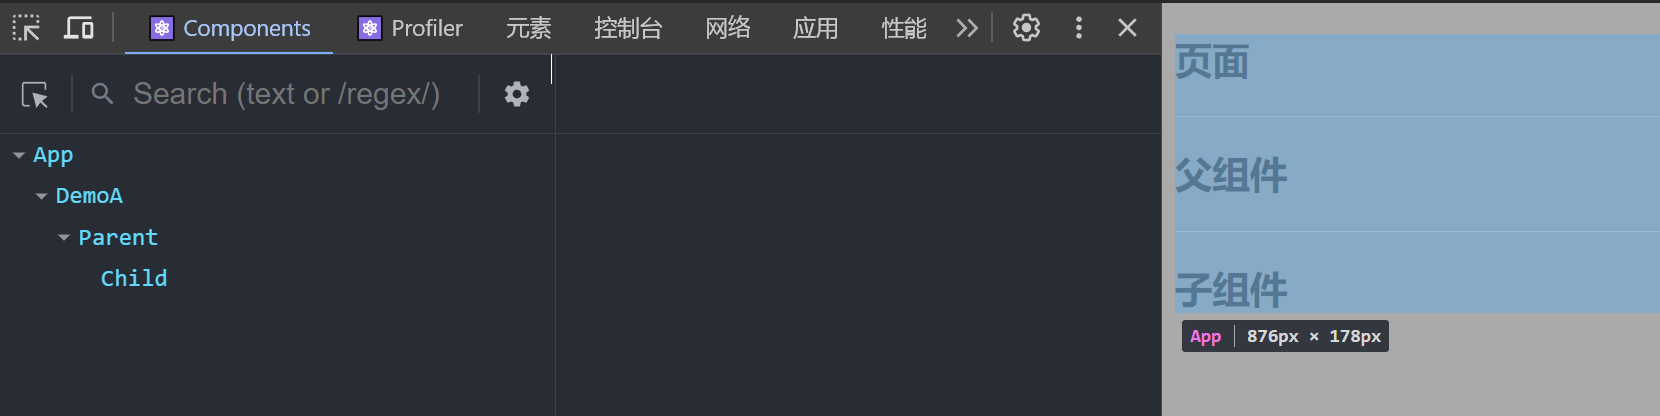 Components Profiler 元素 控制台 网络 应用 性能
Search (text or /regex/)
App
DemoA
Parent
Child
页面
父组件
子组件
App 876px × 178px